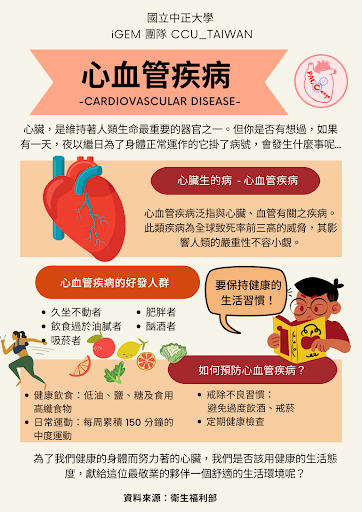 國立中正大學
iGEM 團隊 CCU_TAIWAN
心血管疾病
-CARDIOVASCULAR DISEASE-
心臟，是維持著人類生命最重要的器官之一。但你是否有想過，如果
有一天，夜以繼日為了身體正常運作的它掛了病號，會發生什麼事呢...
心臟生的病 - 心血管疾病
心血管疾病泛指與心臟、血管有關之疾病。
此類疾病為全球致死率前三高的威脅，其影
響人類的嚴重性不容小覷。
心血管疾病的好發人群
• 久坐不動者
• 飲食過於油膩者
• 吸菸者
• 肥胖者
• 酗酒者
要保持健康的
生活習慣！
如何預防心血管疾病？
• 健康飲食：低油、鹽、糖及食用
高纖食物
• 日常運動：每周累積 150 分鐘的
中度運動
• 戒除不良習慣：
避免過度飲酒、戒菸
• 定期健康檢查
為了我們健康的身體而努力著的心臟，我們是否該用健康的生活態
度，獻給這位最敬業的夥伴一個舒適的生活環境呢？
資料來源：衛生福利部